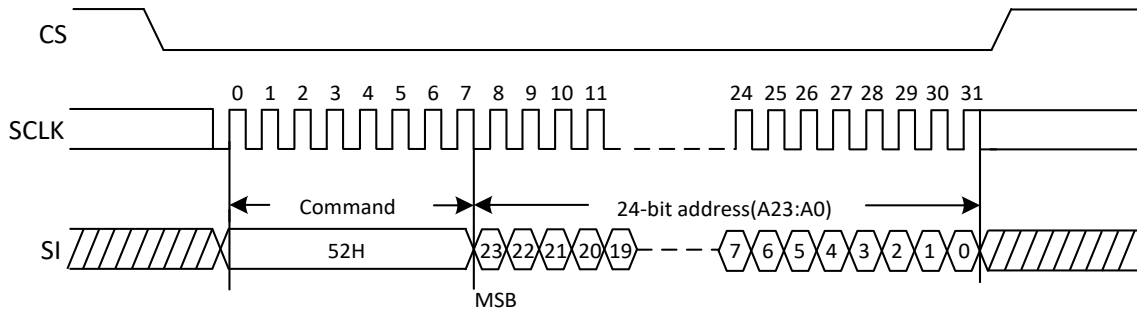 CS
0 1 2 3 4 5 6 7 8 9 10 11 24 25 26 27 28 29 30 31
SCLK
Command 24-bit address(A23:A0)
SI 52H 23 22 21 20 19 7 6 5 4 3 2 1 0
MSB